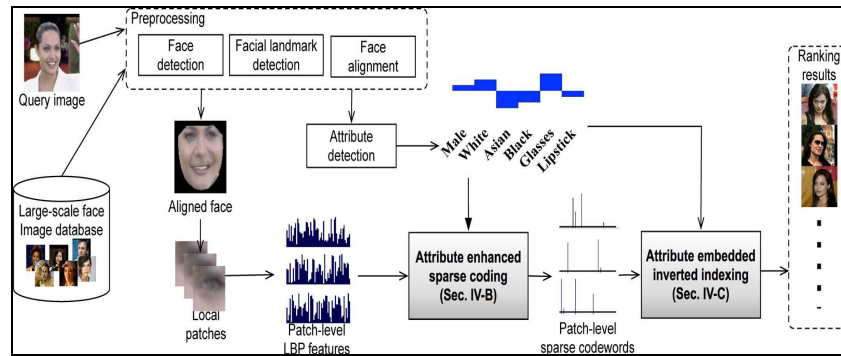 Preprocessing
Face
detection
Facial landmark
detection
Face
alignment
Ranking
results
Query image
Attribute
detection
Male
White
Asian
Black
Glasses
Lipstick
Large-scale face
Image database
Aligned face
Attribute enhanced
sparse coding
(Sec. IV-B)
Attribute embedded
inverted indexing
(Sec. IV-C)
Local
patches
Patch-level
LBP features
Patch-level
sparse codewords